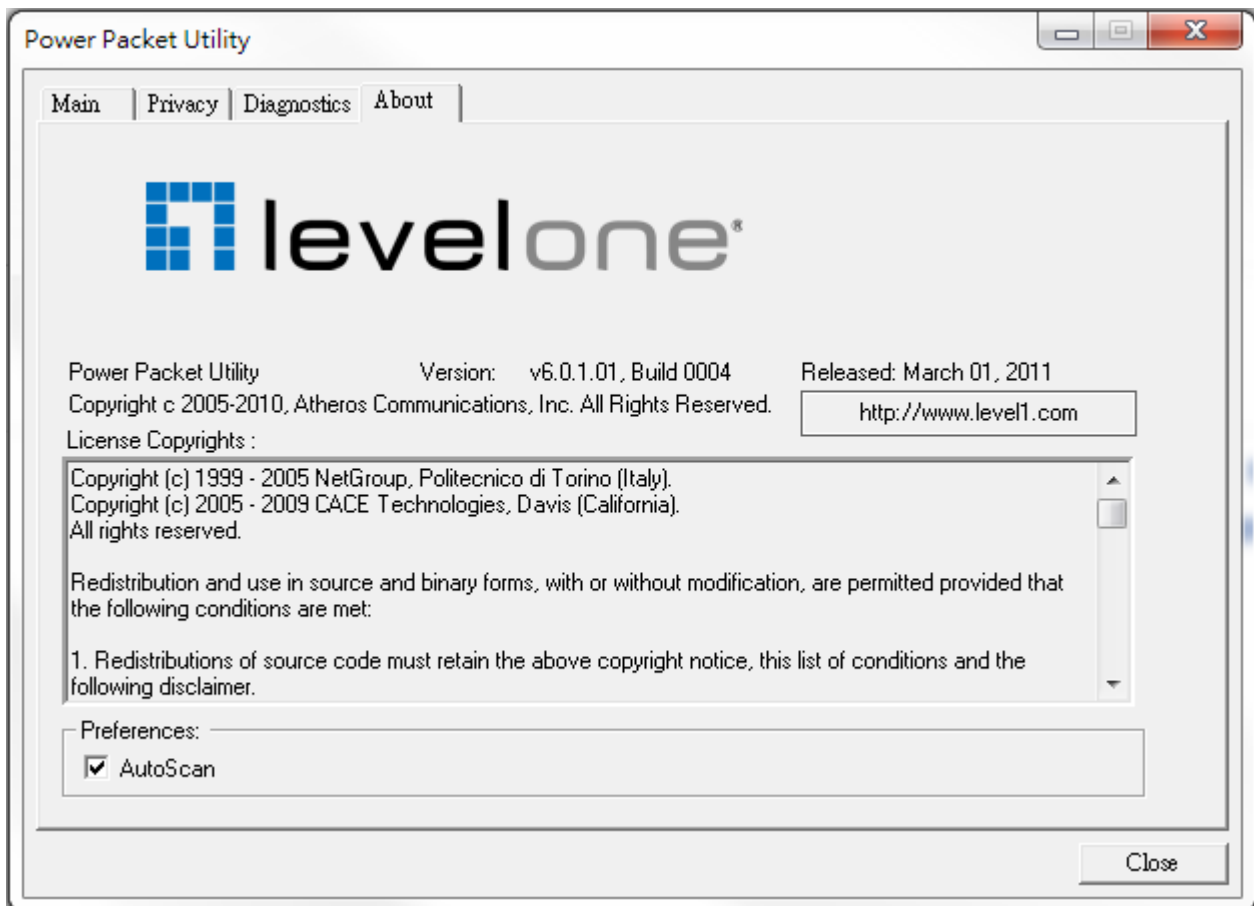 Power Packet Utility
Main Privacy Diagnostics About
levelone®
Power Packet Utility Version: v6.0.1.01, Build 0004 Released: March 01, 2011
Copyright c 2005-2010, Atheros Communications, Inc. All Rights Reserved.
http://www.level1.com
License Copyrights :
Copyright (c) 1999 - 2005 NetGroup, Politecnico di Torino (Italy).
Copyright (c) 2005 - 2009 CACE Technologies, Davis (California).
All rights reserved.
Redistribution and use in source and binary forms, with or without modification, are permitted provided that
the following conditions are met:
1. Redistributions of source code must retain the above copyright notice, this list of conditions and the
following disclaimer.
Preferences:
AutoScan
Close